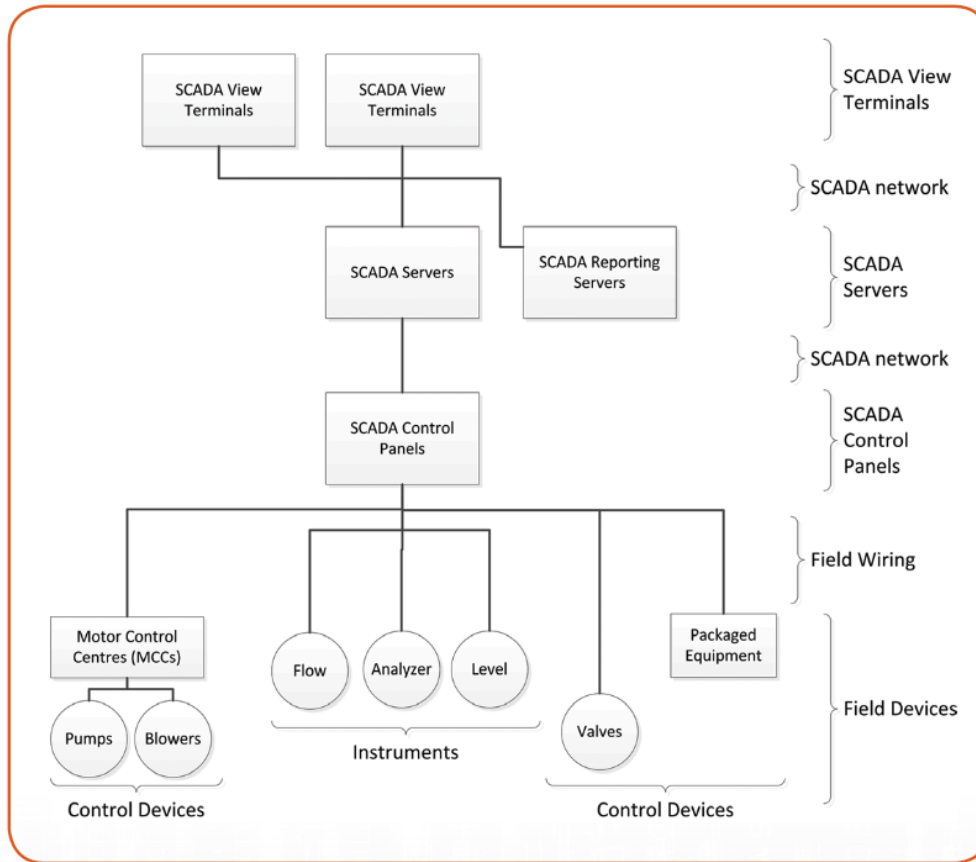 SCADA View
Terminals
SCADA View
Terminals
SCADA View
Terminals
SCADA network
SCADA Servers
SCADA Reporting
Servers
SCADA
Servers
SCADA network
SCADA Control
Panels
SCADA
Control
Panels
Field Wiring
Motor Control
Centres (MCCs)
Flow
Analyzer
Level
Packaged
Equipment
Pumps
Blowers
Valves
Field Devices
Instruments
Control Devices
Control Devices